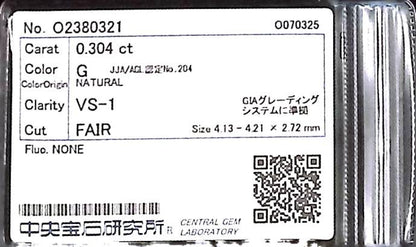 No. O2380321 O070325
Carat 0.304 ct
Color G JJA/AGL 認定No.204
ColorOrigin NATURAL
Clarity VS-1 GIAグレーディング
システムに準拠
Cut FAIR Size 4.13 - 4.21 × 2.72 mm
Fluo. NONE
中央宝石研究所 R CENTRAL GEM
LABORATORY